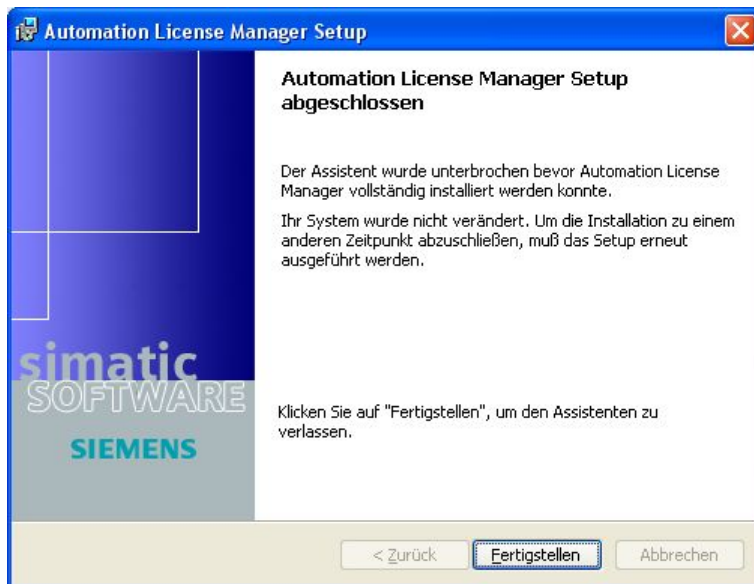 Automation License Manager Setup
Automation License Manager Setup
abgeschlossen
Der Assistent wurde unterbrochen bevor Automation License
Manager vollständig installiert werden konnte.
Ihr System wurde nicht verändert. Um die Installation zu einem
anderen Zeitpunkt abzuschließen, muß das Setup erneut
ausgeführt werden.
simatic
SOFTWARE
SIEMENS
Klicken Sie auf "Fertigstellen", um den Assistenten zu
verlassen.
< Zurück
Fertigstellen
Abbrechen